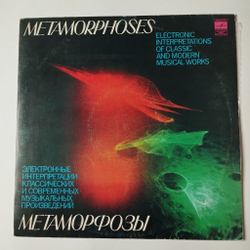 METAMORPHOSES
ELECTRONIC
INTERPRETATIONS
OF CLASSIC
AND MODERN
MUSICAL WORKS
ЭЛЕКТРОННЫЕ
ИНТЕРПРЕТАЦИИ
КЛАССИЧЕСКИХ
И СОВРЕМЕННЫХ
МУЗЫКАЛЬНЫХ
ПРОИЗВЕДЕНИЙ
МЕТАМОРФОЗЫ